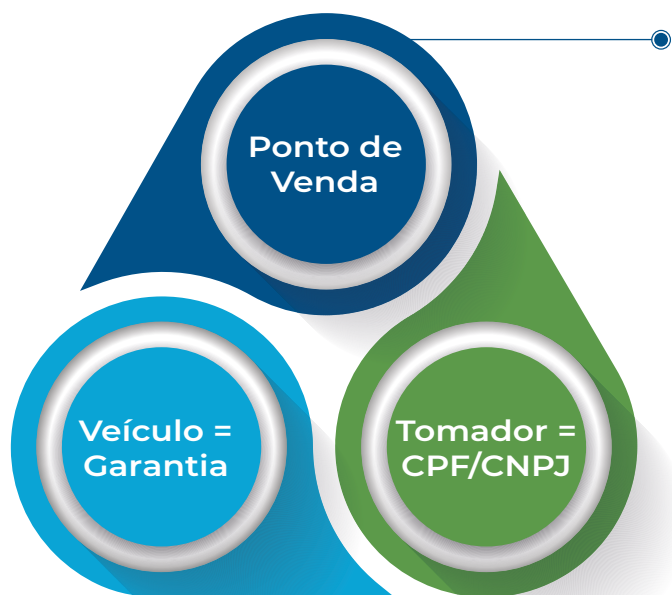 Ponto de
Venda
Veículo =
Garantia
Tomador =
CPF/CNPJ